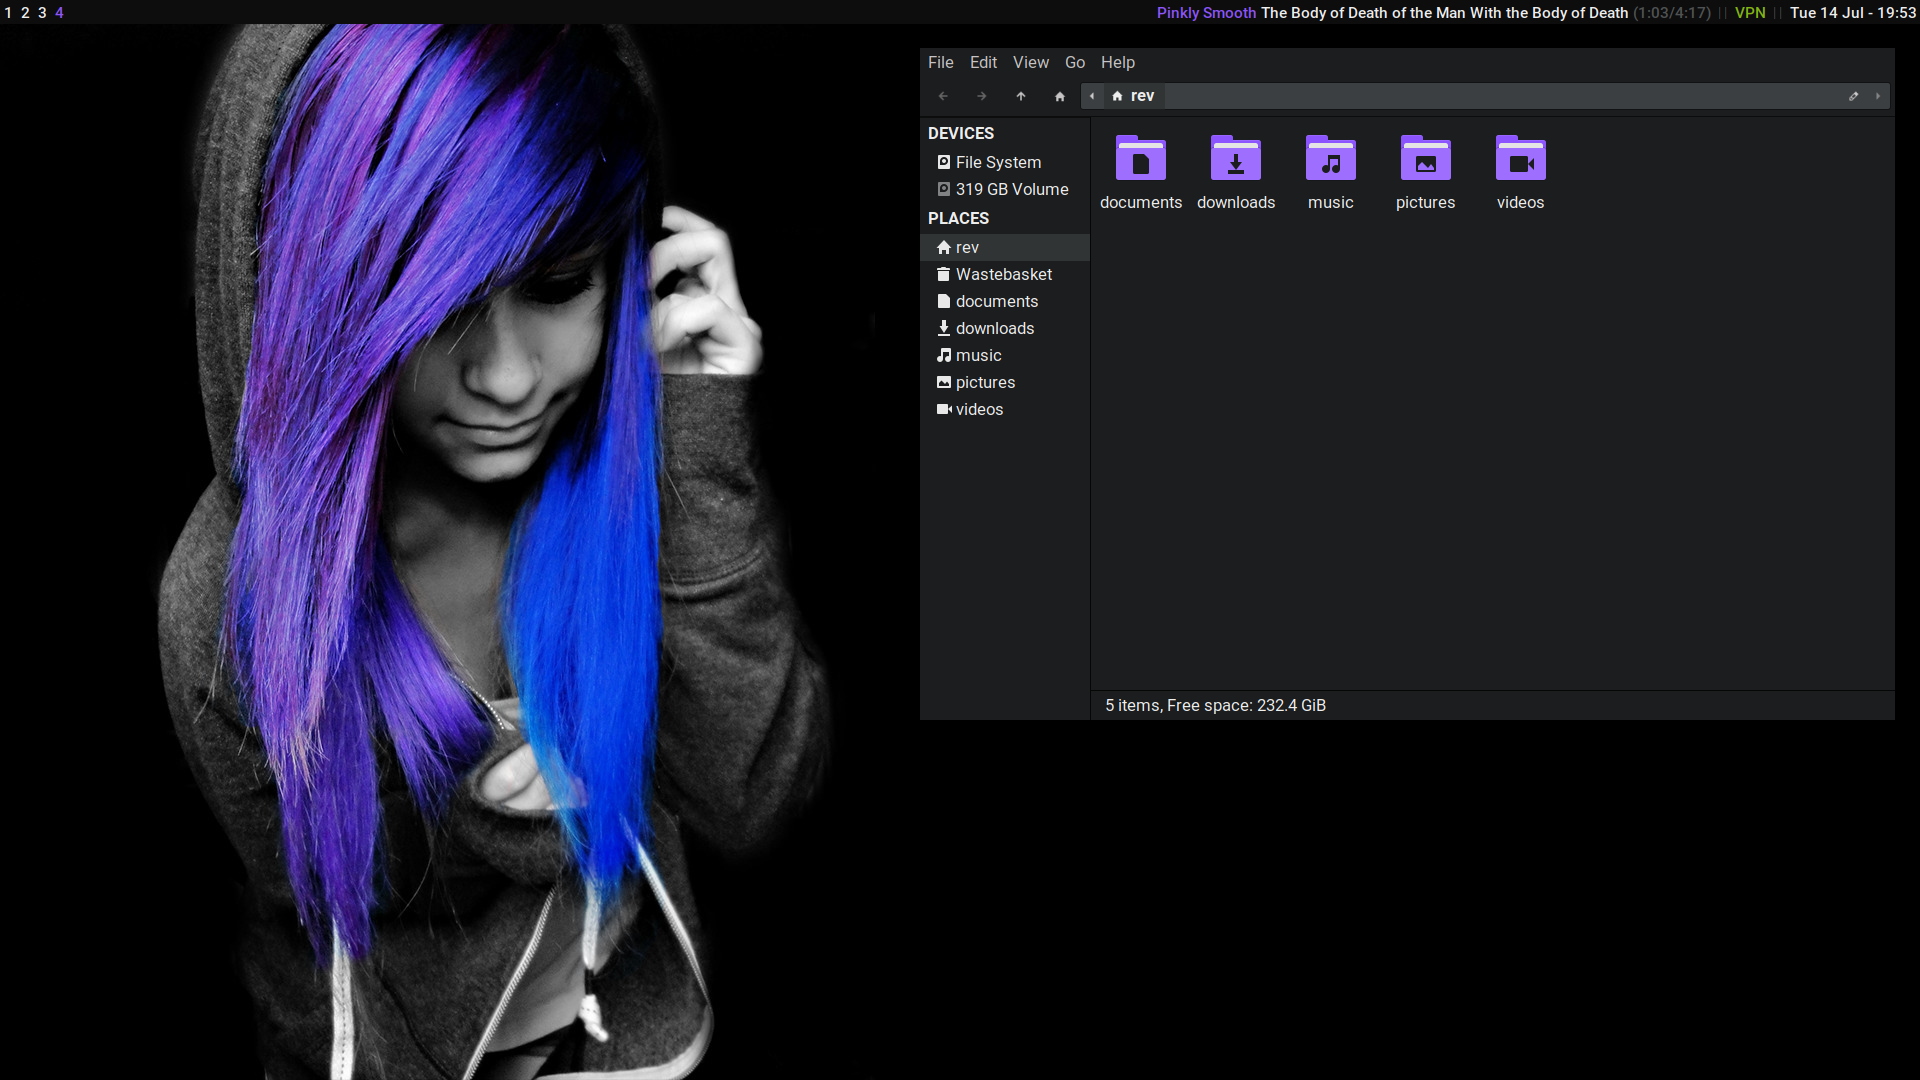 1 2 3 4
Pinkly Smooth The Body of Death of the Man With the Body of Death (1:03/4:17) || VPN || Tue 14 Jul - 19:53
File Edit View Go Help
rev
DEVICES
File System
319 GB Volume
PLACES
rev
Wastebasket
documents
downloads
music
pictures
videos
documents downloads music pictures videos
5 items, Free space: 232.4 GiB